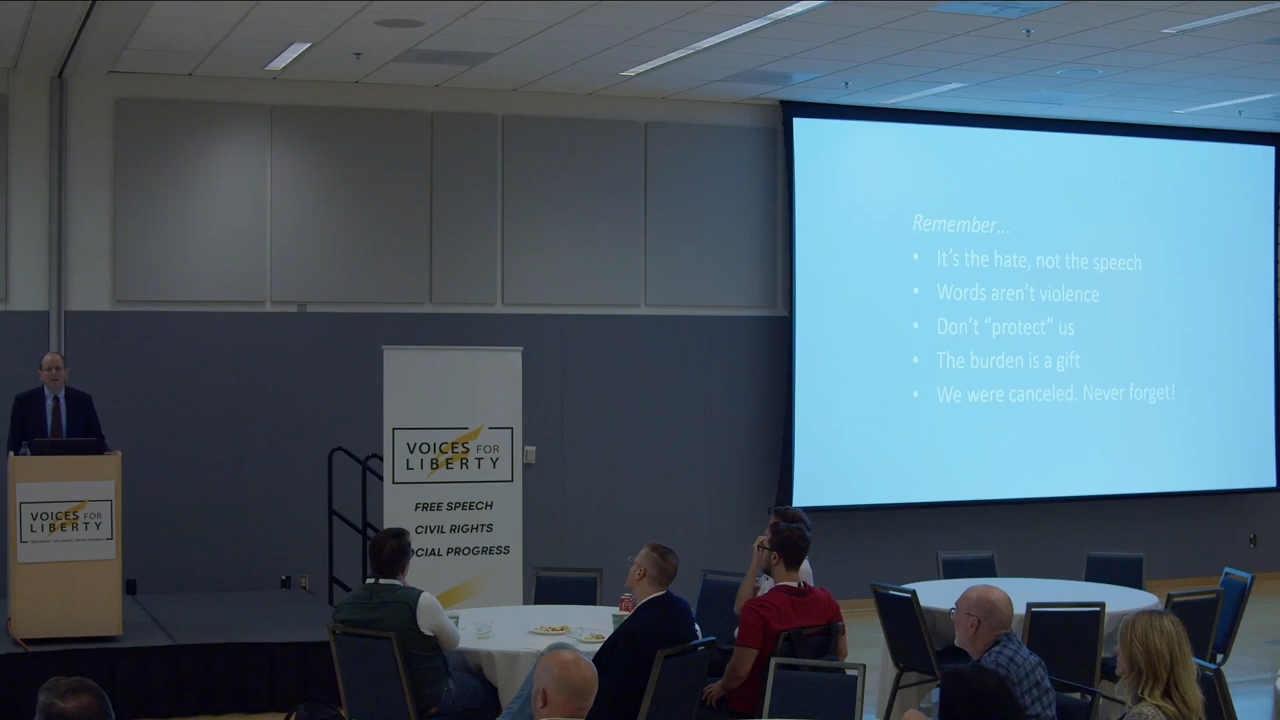 Remember...
• It's the hate, not the speech
• Words aren't violence
• Don't "protect" us
• The burden is a gift
• We were canceled. Never forget!
VOICES FOR
LIBERTY
FREE SPEECH
CIVIL RIGHTS
OCIAL PROGRESS
VOICES FOR
LIBERTY